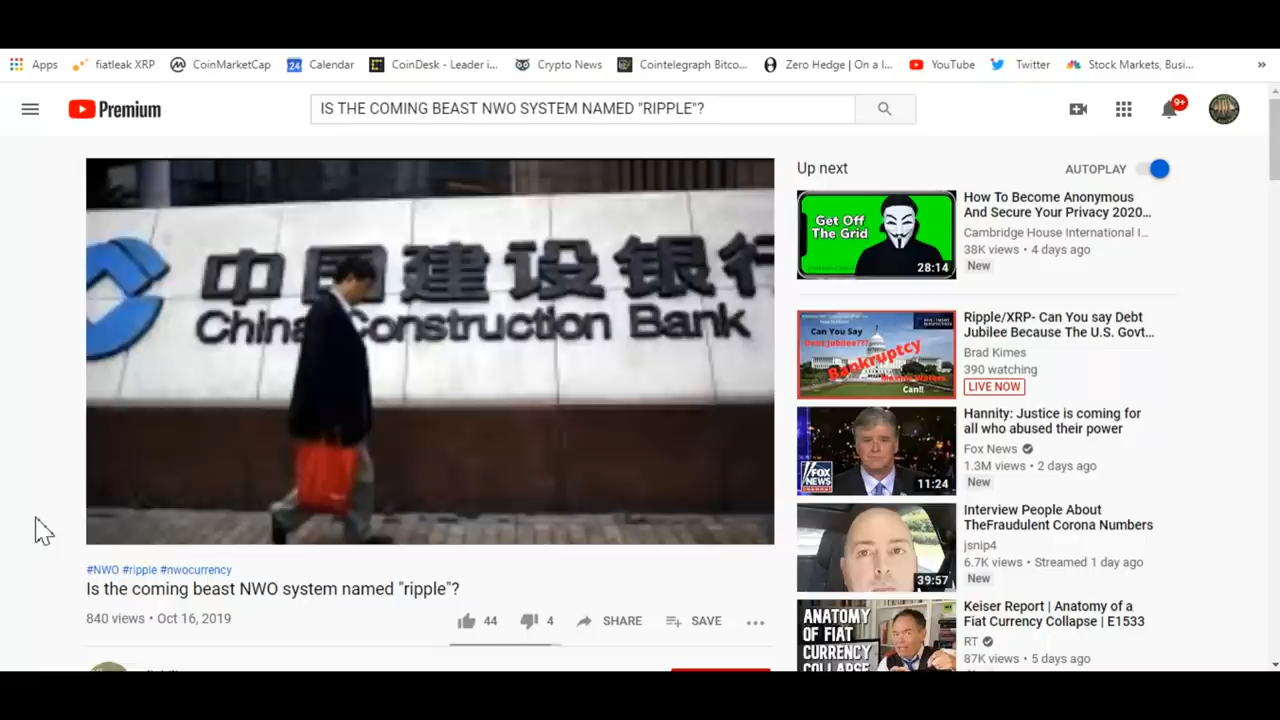 Apps fiatleak XRP CoinMarketCap 24 Calendar CoinDesk - Leader i... Crypto News Cointelegraph Bitco... Zero Hedge | On a l... YouTube Twitter Stock Markets, Busi... »
Premium
IS THE COMING BEAST NWO SYSTEM NAMED "RIPPLE"?
9+
中国建设银行
China Construction Bank
#NWO #ripple #nwocurrency
Is the coming beast NWO system named "ripple"?
840 views • Oct 16, 2019
44 4 SHARE SAVE
Up next
AUTOPLAY
Get Off
The Grid
28:14
How To Become Anonymous
And Secure Your Privacy 2020...
Cambridge House International I...
38K views • 4 days ago
New
Can You Say
Debt Jubilee???
Bankruptcy
Can!!
Ripple/XRP- Can You say Debt
Jubilee Because The U.S. Govt...
Brad Kimes
390 watching
LIVE NOW
FOX
NEWS
11:24
Hannity: Justice is coming for
all who abused their power
Fox News
1.3M views • 2 days ago
New
39:57
Interview People About
TheFraudulent Corona Numbers
jsnip4
6.7K views • Streamed 1 day ago
New
ANATOMY
OF FIAT
CURRENCY
COLLAPSE
Keiser Report | Anatomy of a
Fiat Currency Collapse | E1533
RT
87K views • 5 days ago